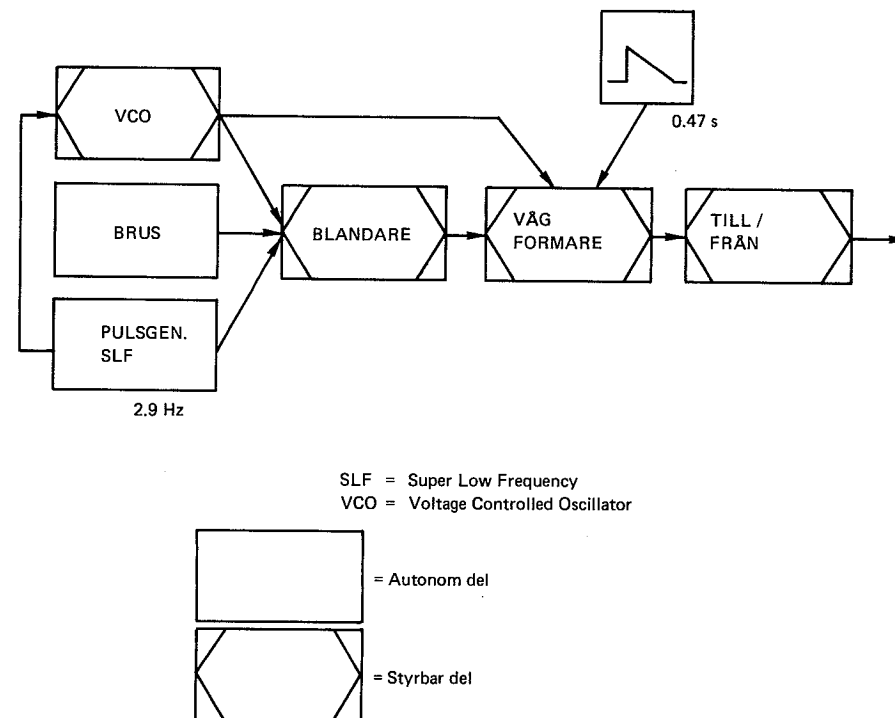 0.47 s
VCO
BRUS
BLANDARE
VÅG
FORMARE
TILL /
FRÅN
PULSGEN.
SLF
2.9 Hz
SLF = Super Low Frequency
VCO = Voltage Controlled Oscillator
= Autonom del
= Styrbar del